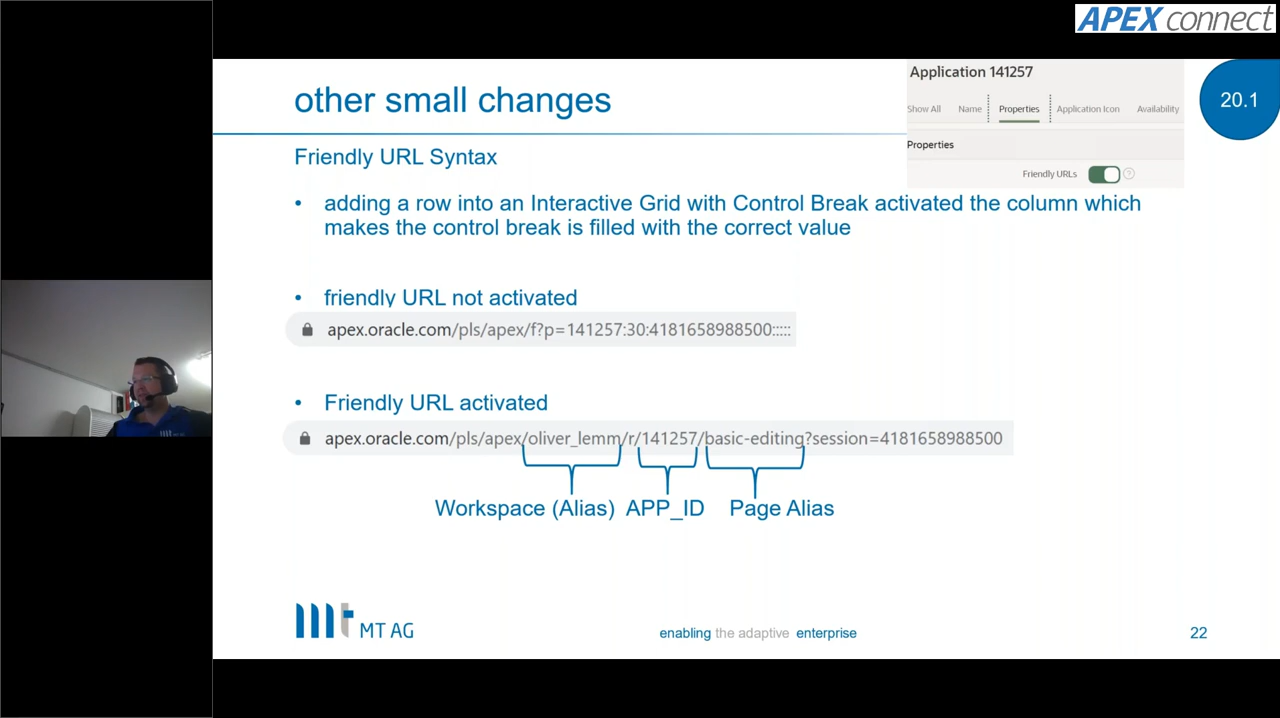 APEX connect
other small changes
Application 141257
Show All Name Properties Application Icon Availability
Properties
Friendly URLs
20.1
Friendly URL Syntax
• adding a row into an Interactive Grid with Control Break activated the column which
makes the control break is filled with the correct value
• friendly URL not activated
apex.oracle.com/pls/apex/f?p=141257:30:4181658988500:::::
• Friendly URL activated
apex.oracle.com/pls/apex/oliver_lemm/r/141257/basic-editing?session=4181658988500
Workspace (Alias) APP_ID Page Alias
mt MT AG
enabling the adaptive enterprise
22